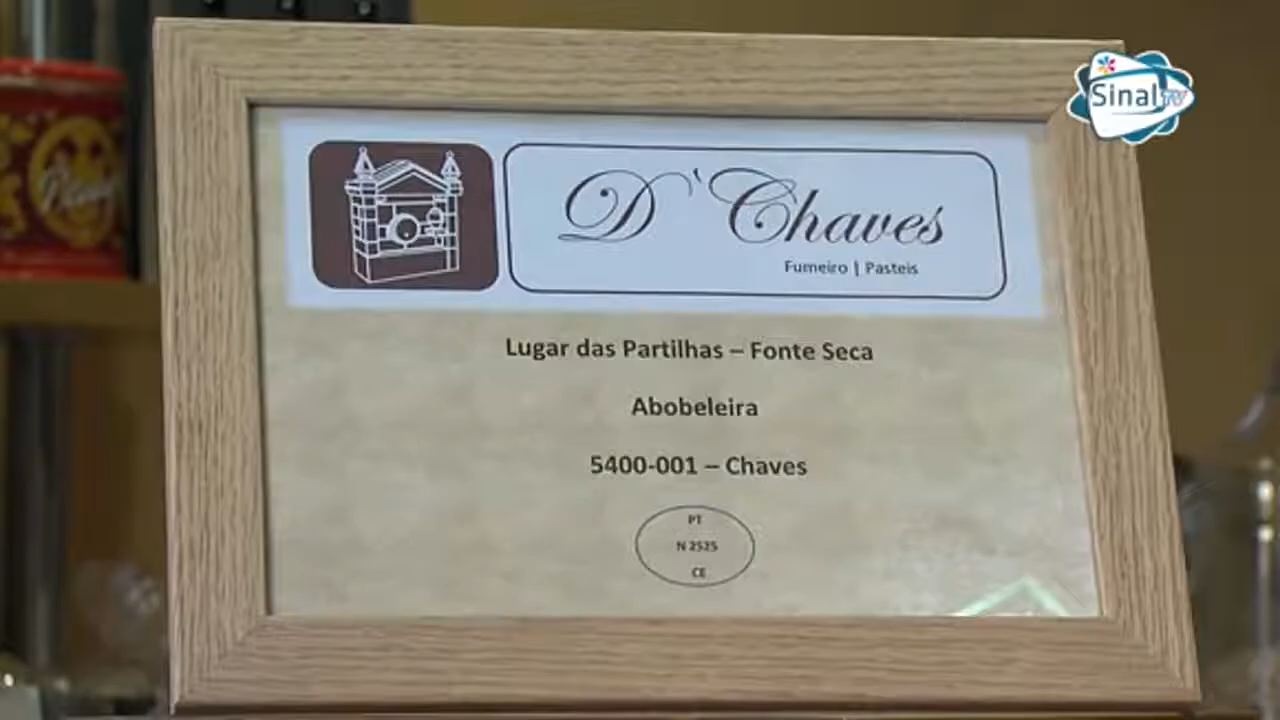 Sinal TV
D'Chaves
Fumeiro | Pasteis
Lugar das Partilhas – Fonte Seca
Abobeleira
5400-001 – Chaves
PT
N 2525
CE